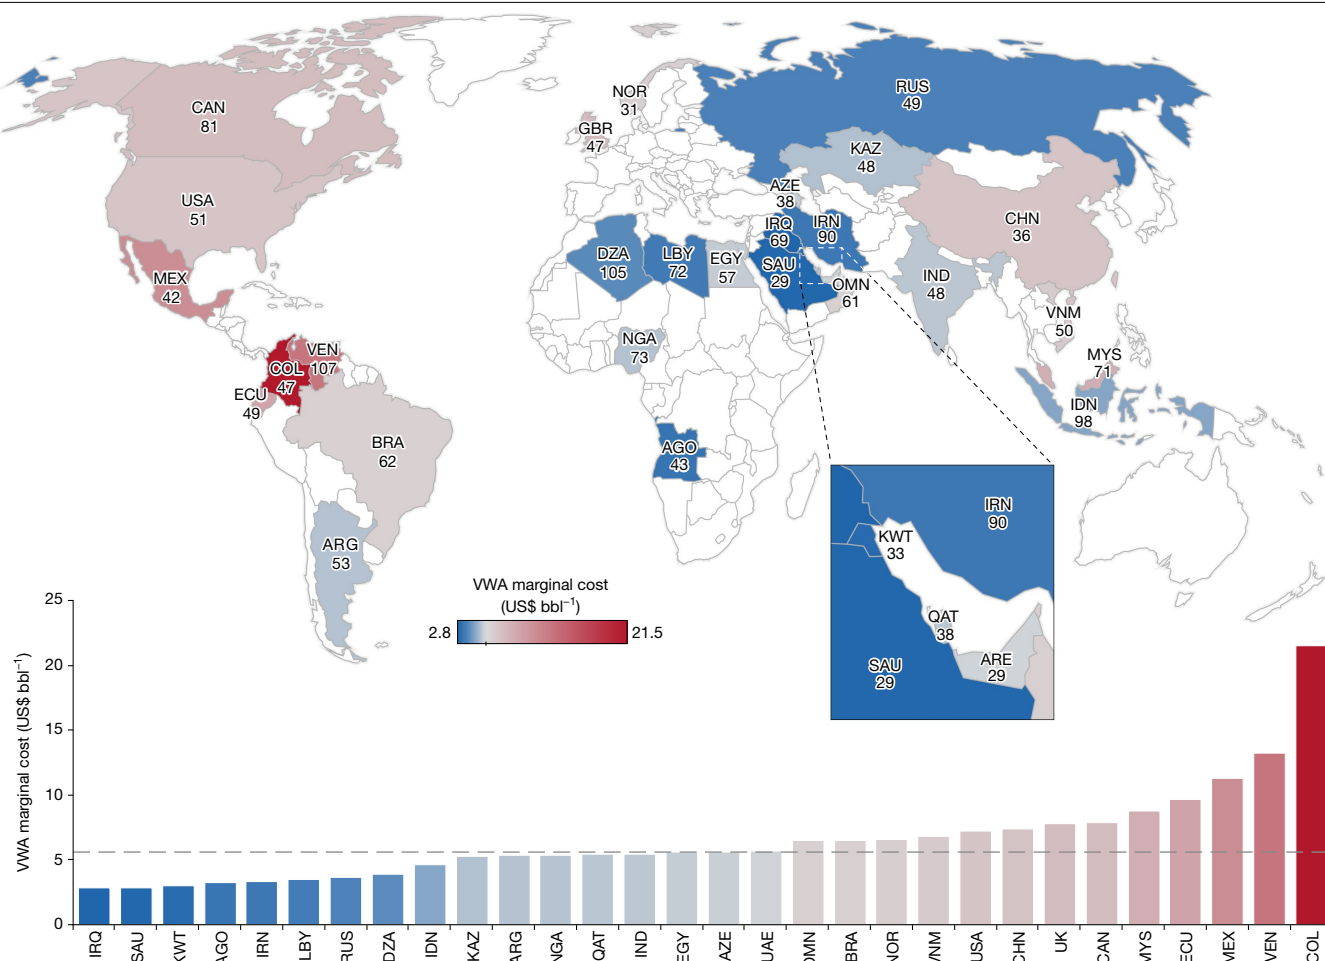 CAN
81
USA
51
MEX
42
VEN
107
COL
47
ECU
49
BRA
62
ARG
53
NOR
31
GBR
47
RUS
49
KAZ
48
AZE
38
IRQ
69
IRN
90
DZA
105
LBY
72
EGY
57
SAU
29
OMN
61
NGA
73
AGO
43
CHN
36
IND
48
VNM
50
MYS
71
IDN
98
IRN
90
KWT
33
QAT
38
ARE
29
SAU
29
VWA marginal cost
(US$ bbl⁻¹)
2.8
21.5
VWA marginal cost (US$ bbl⁻¹)
25
20
15
10
5
0
IRQ
SAU
KWT
AGO
IRN
LBY
RUS
DZA
IDN
KAZ
ARG
NGA
QAT
IND
EGY
AZE
UAE
OMN
BRA
NOR
VNM
USA
CHN
UK
CAN
MYS
ECU
MEX
VEN
COL